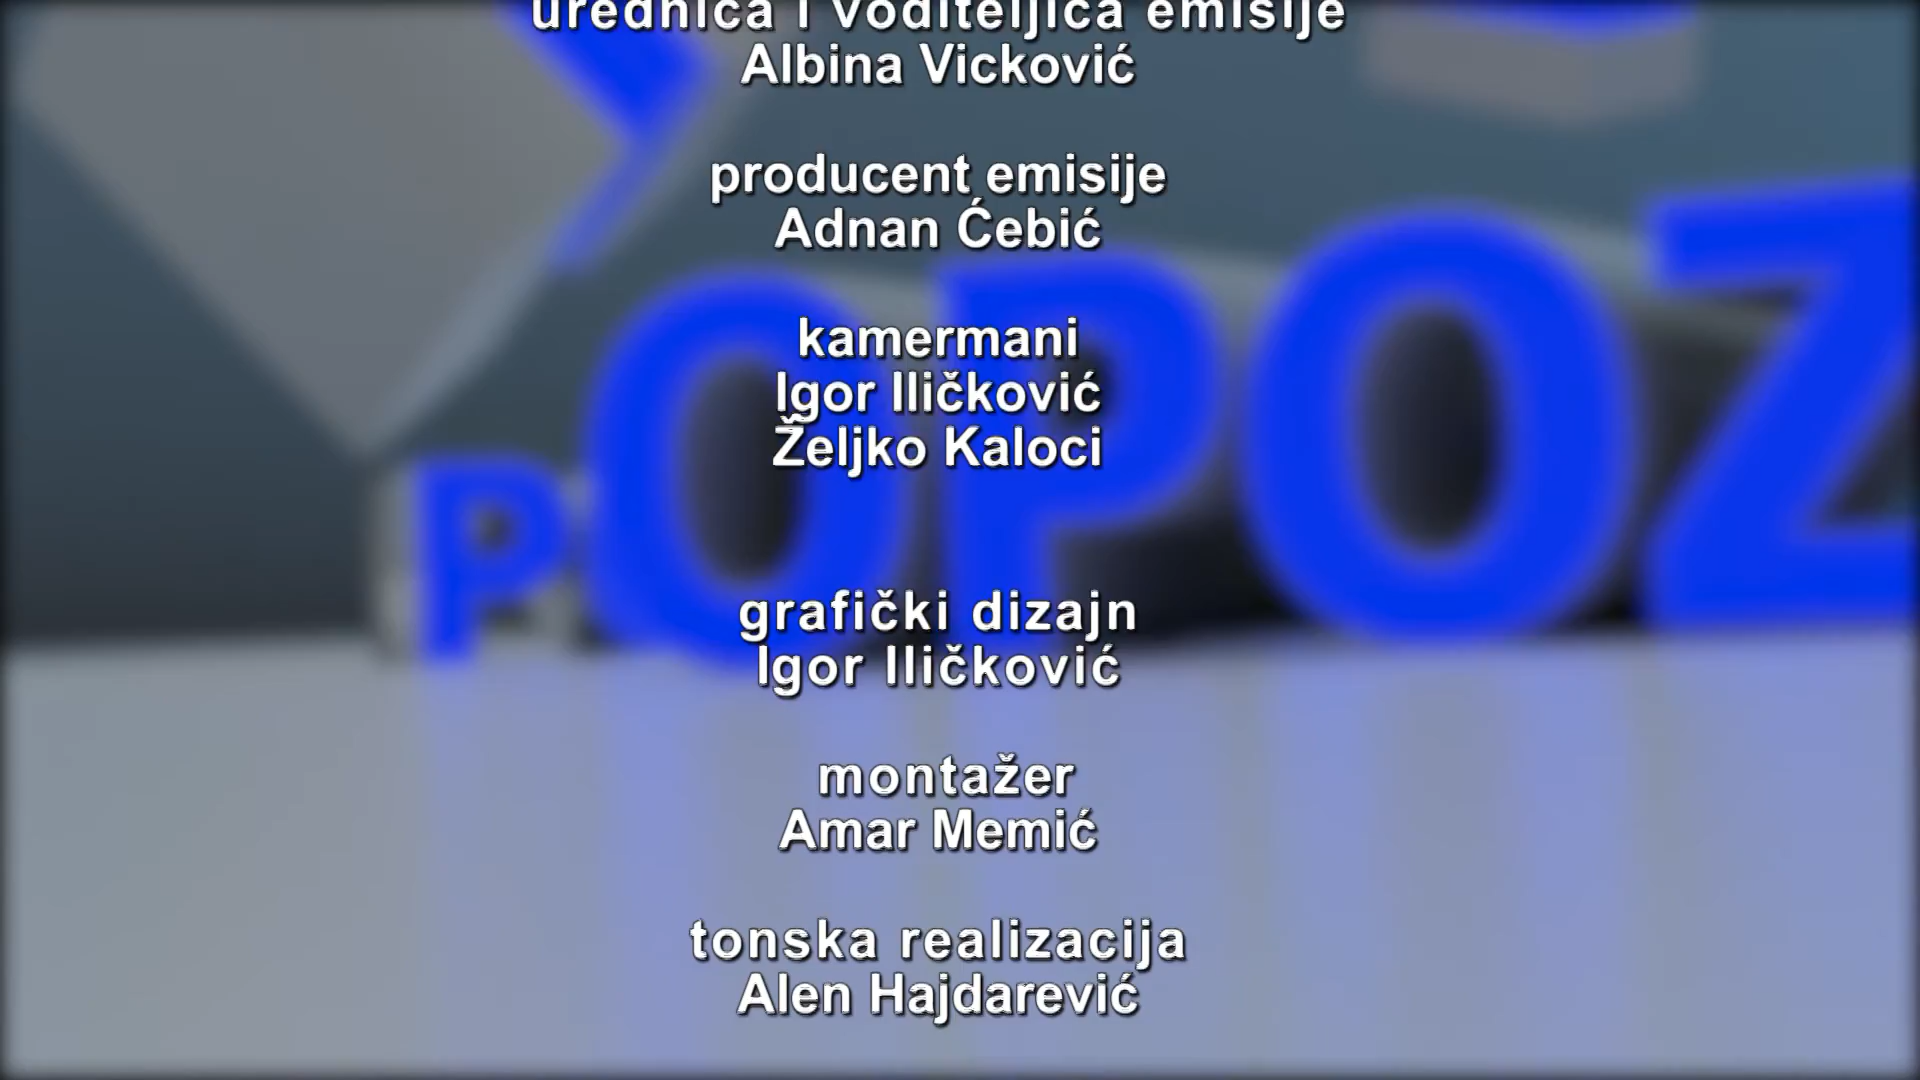 urednica i voditeljica emisije
Albina Vicković
producent emisije
Adnan Ćebić
kamermani
Igor Iličković
Željko Kaloci
grafički dizajn
Igor Iličković
montažer
Amar Memić
tonska realizacija
Alen Hajdarević
POPOZ